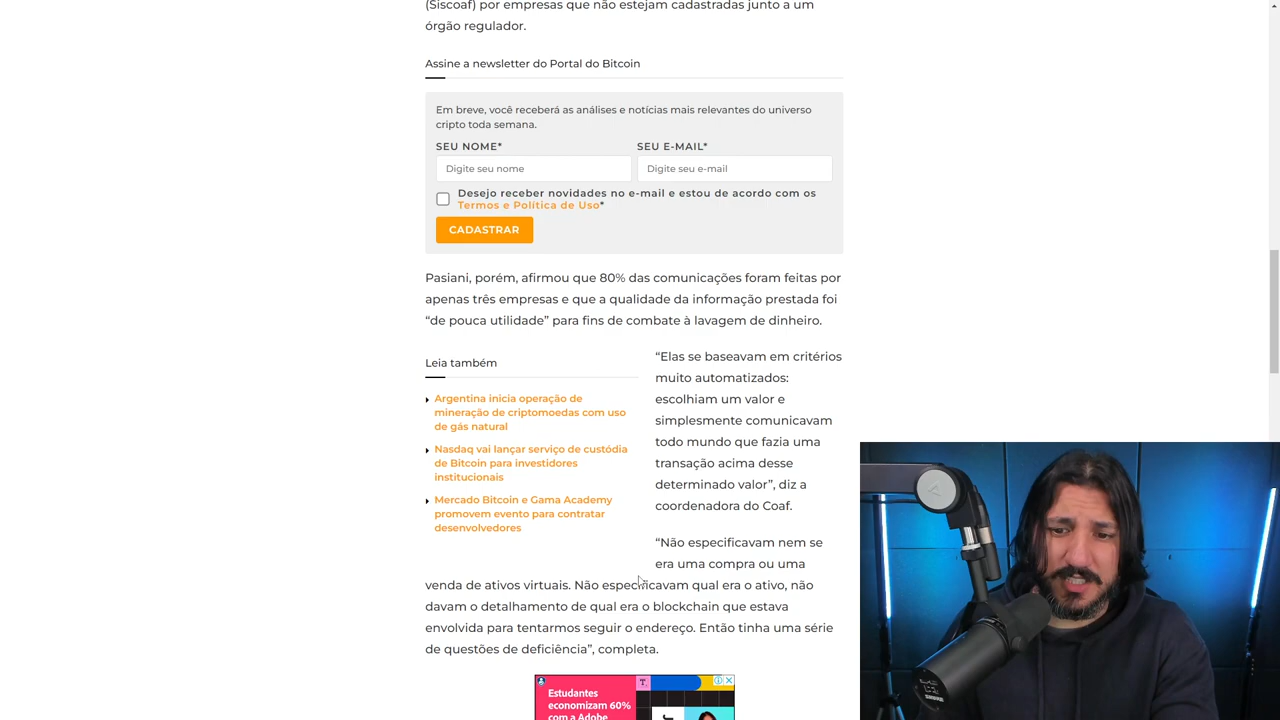 (Siscoaf) por empresas que não estejam cadastradas junto a um
órgão regulador.
Assine a newsletter do Portal do Bitcoin
Em breve, você receberá as análises e notícias mais relevantes do universo
cripto toda semana.
SEU NOME*
SEU E-MAIL*
Digite seu nome
Digite seu e-mail
Desejo receber novidades no e-mail e estou de acordo com os
Termos e Política de Uso*
CADASTRAR
Pasiani, porém, afirmou que 80% das comunicações foram feitas por
apenas três empresas e que a qualidade da informação prestada foi
“de pouca utilidade” para fins de combate à lavagem de dinheiro.
Leia também
Argentina inicia operação de
mineração de criptomoedas com uso
de gás natural
Nasdaq vai lançar serviço de custódia
de Bitcoin para investidores
institucionais
Mercado Bitcoin e Gama Academy
promovem evento para contratar
desenvolvedores
“Elas se baseavam em critérios
muito automatizados:
escolhiam um valor e
simplesmente comunicavam
todo mundo que fazia uma
transação acima desse
determinado valor”, diz a
coordenadora do Coaf.
“Não especificavam nem se
era uma compra ou uma
venda de ativos virtuais. Não especificavam qual era o ativo, não
davam o detalhamento de qual era o blockchain que estava
envolvida para tentarmos seguir o endereço. Então tinha uma série
de questões de deficiência”, completa.
Estudantes
economizam 60%
com a Adobe